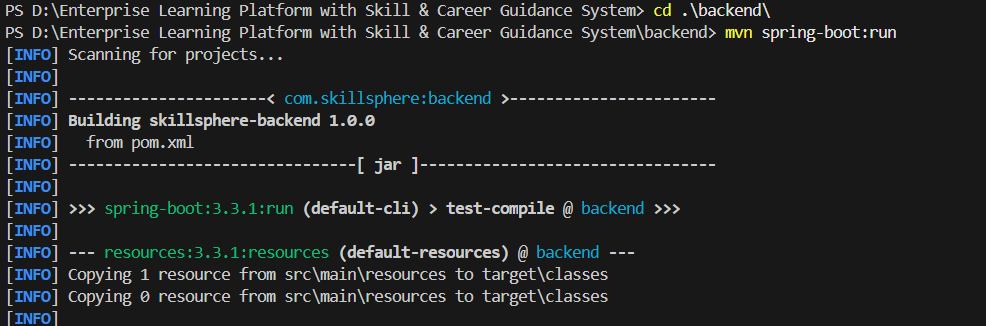 PS D:\Enterprise Learning Platform with Skill & Career Guidance System> cd .\backend\
PS D:\Enterprise Learning Platform with Skill & Career Guidance System\backend> mvn spring-boot:run
[INFO] Scanning for projects...
[INFO]
[INFO] ----------------------< com.skillsphere:backend >-----------------------
[INFO] Building skillsphere-backend 1.0.0
[INFO]   from pom.xml
[INFO] --------------------------------[ jar ]---------------------------------
[INFO]
[INFO] >>> spring-boot:3.3.1:run (default-cli) > test-compile @ backend >>>
[INFO]
[INFO] --- resources:3.3.1:resources (default-resources) @ backend ---
[INFO] Copying 1 resource from src\main\resources to target\classes
[INFO] Copying 0 resource from src\main\resources to target\classes
[INFO]